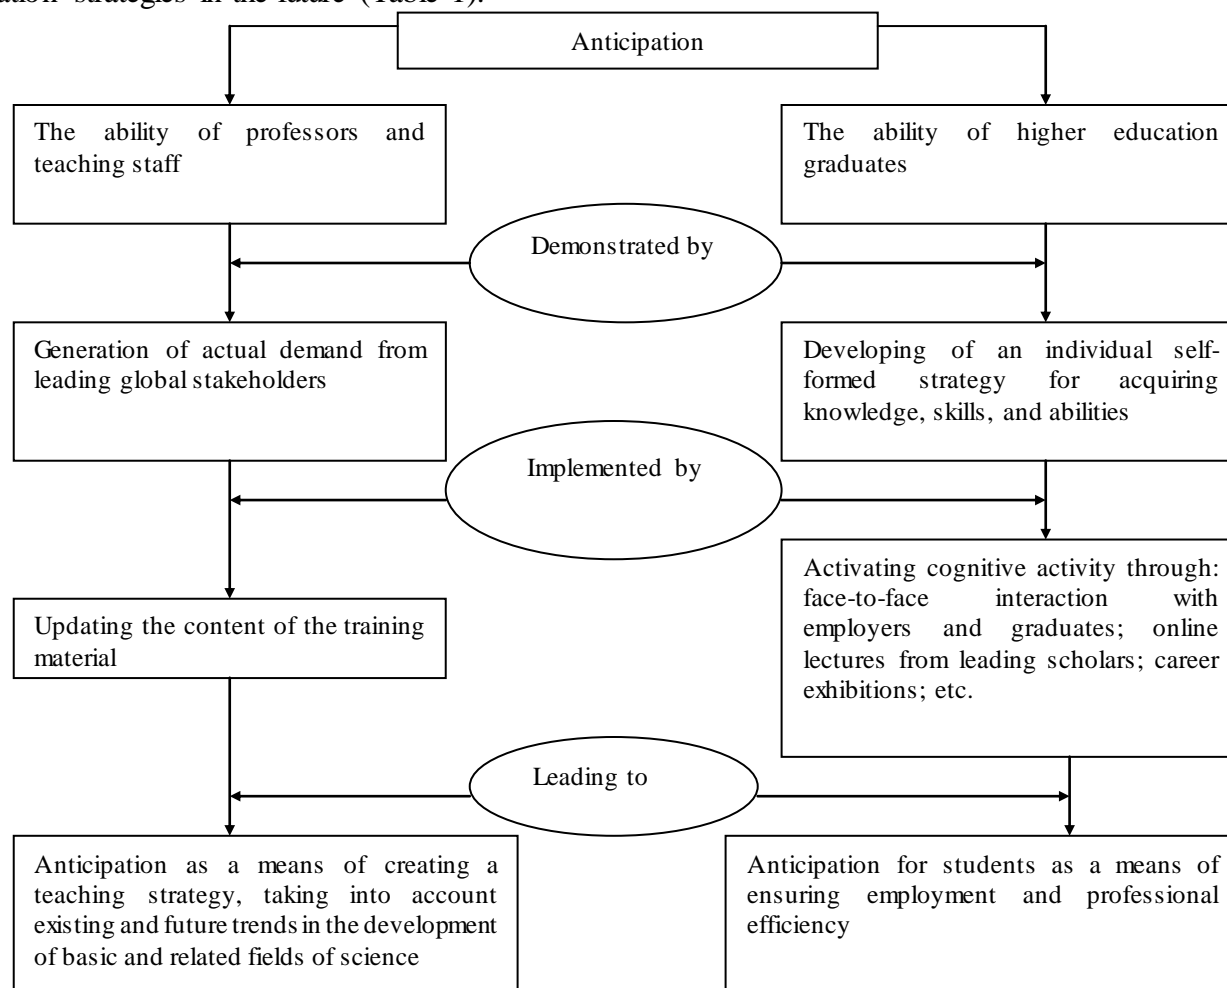 ation strategies in the future (Table 1).
Anticipation
The ability of professors and
teaching staff
The ability of higher education
graduates
Demonstrated by
Generation of actual demand from
leading global stakeholders
Developing of an individual self-
formed strategy for acquiring
knowledge, skills, and abilities
Implemented by
Updating the content of the training
material
Activating cognitive activity through:
face-to-face interaction with
employers and graduates; online
lectures from leading scholars; career
exhibitions; etc.
Leading to
Anticipation as a means of creating a
teaching strategy, taking into account
existing and future trends in the development
of basic and related fields of science
Anticipation for students as a means of
ensuring employment and professional
efficiency